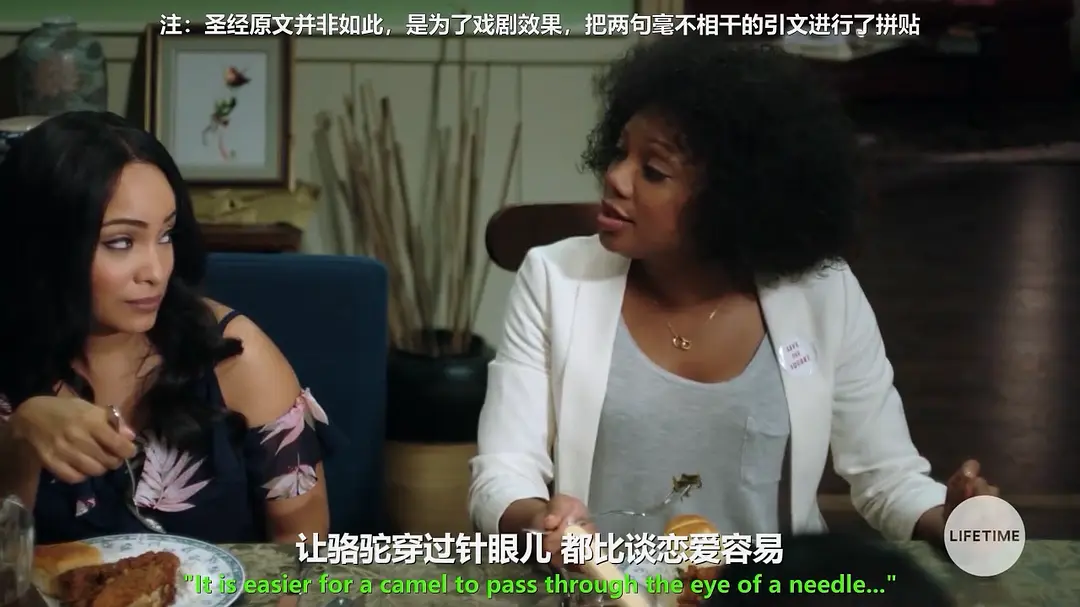 注：圣经原文并非如此，是为了戏剧效果，把两句毫不相干的引文进行了拼贴
SAVE
THE
SQUARE
LIFETIME
让骆驼穿过针眼儿 都比谈恋爱容易
"It is easier for a camel to pass through the eye of a needle..."